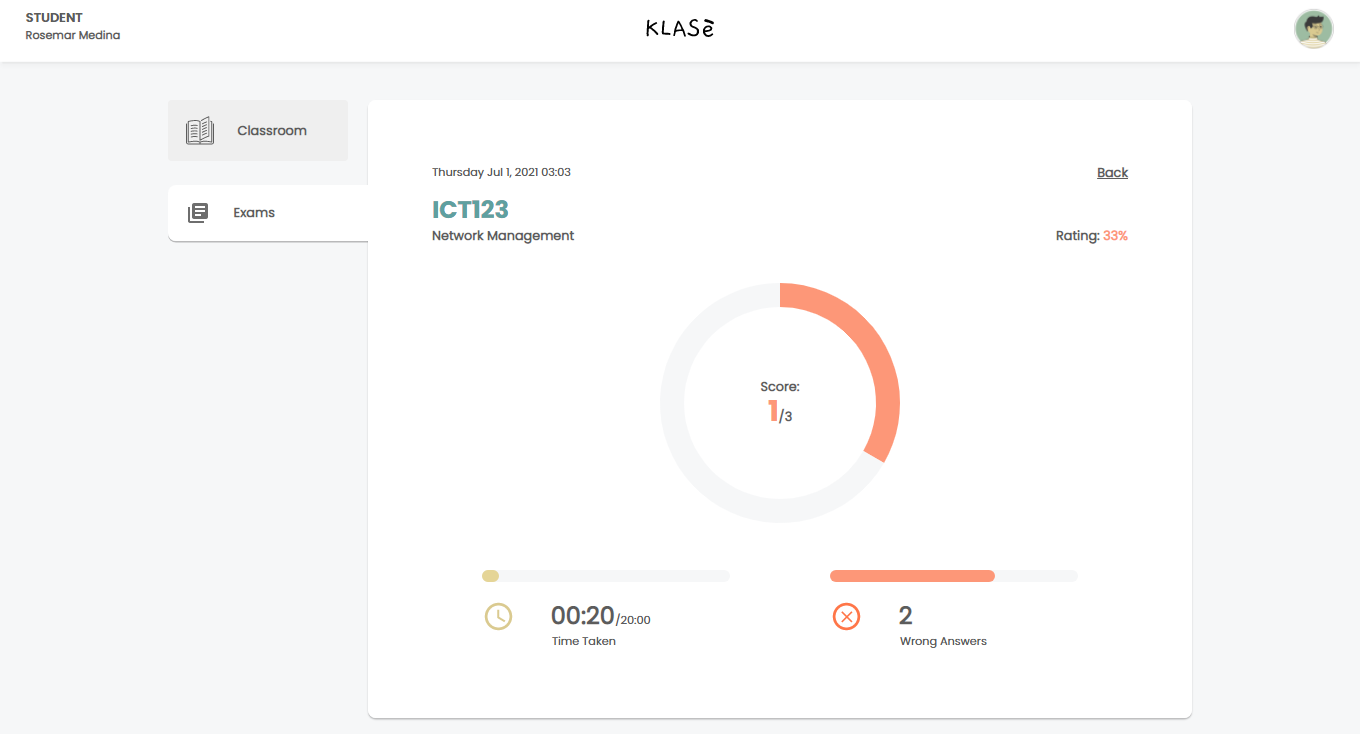 STUDENT
Rosemar Medina
KLASē
Classroom
Exams
Thursday Jul 1, 2021 03:03
Back
ICT123
Network Management
Rating: 33%
Score:
1/3
00:20/20:00
Time Taken
2
Wrong Answers